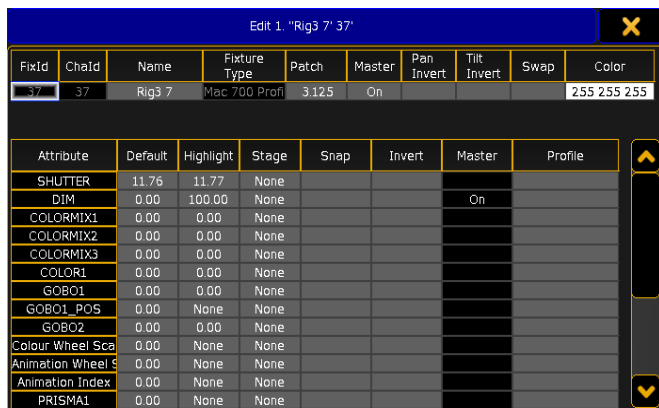 Edit 1. "Rig3 7' 37'
FixId ChaId Name Fixture Type Patch Master Pan Invert Tilt Invert Swap Color
37 37 Rig3 7 Mac 700 Profi 3.125 On 255 255 255
Attribute Default Highlight Stage Snap Invert Master Profile
SHUTTER 11.76 11.77 None
DIM 0.00 100.00 None On
COLORMIX1 0.00 0.00 None
COLORMIX2 0.00 0.00 None
COLORMIX3 0.00 0.00 None
COLOR1 0.00 0.00 None
GOBO1 0.00 0.00 None
GOBO1_POS 0.00 None None
GOBO2 0.00 0.00 None
Colour Wheel Sca 0.00 None None
Animation Wheel S 0.00 None None
Animation Index 0.00 None None
PRISMA1 0.00 None None